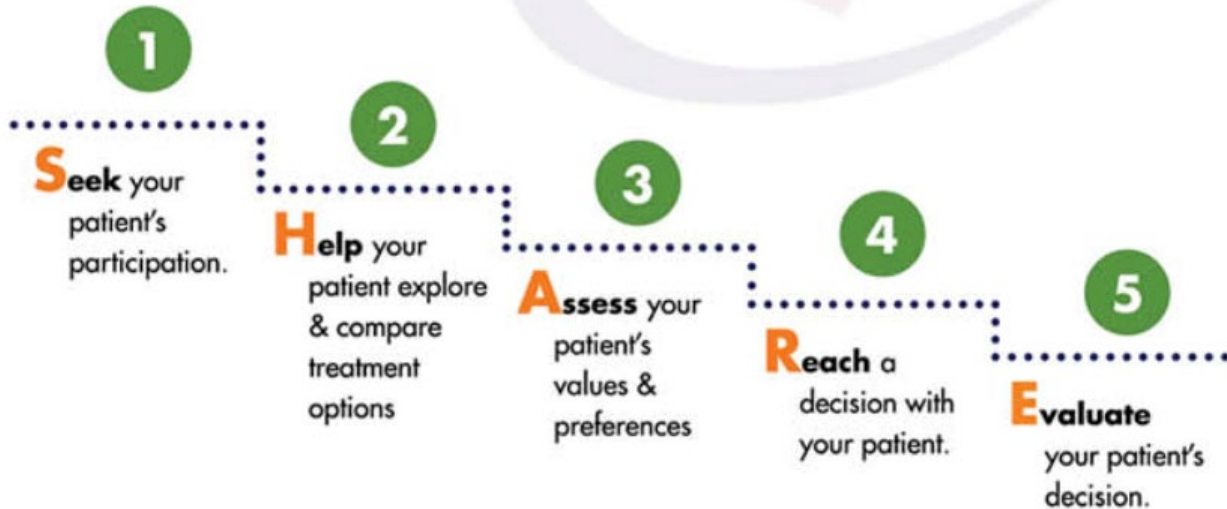 1
Seek your
patient's
participation.
2
Help your
patient explore
& compare
treatment
options
3
Assess your
patient's
values &
preferences
4
Reach a
decision with
your patient.
5
Evaluate
your patient's
decision.